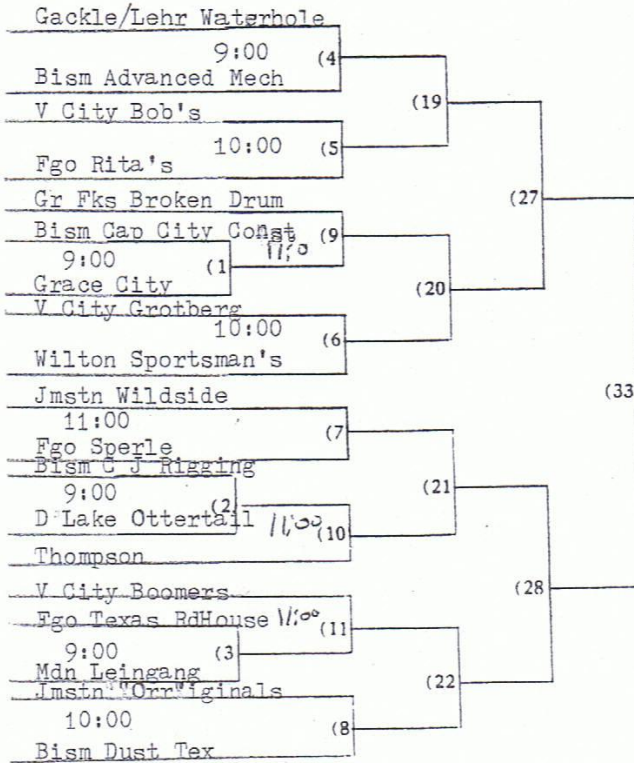 Gackle/Lehr Waterhole
9:00 (4
Bism Advanced Mech
V City Bob's
(19
10:00 (5
Fgo Rita's
Gr Fks Broken Drum
(27
Bism Cap City Const (9
9:00 (1 11:0
Grace City
(20
V City Grotberg
10:00 (6
Wilton Sportsman's
Jmstn Wildside
(33
11:00 (7
Fgo Sperle
Bism C J Rigging
9:00 (2
(21
D Lake Ottertail 11:00 (10
Thompson
V City Boomers
(28
Fgo Texas RdHouse 11:00 (11
9:00 (3
Mdn Leingang
(22
Jmstn "Orr"iginals
10:00 (8
Bism Dust Tex